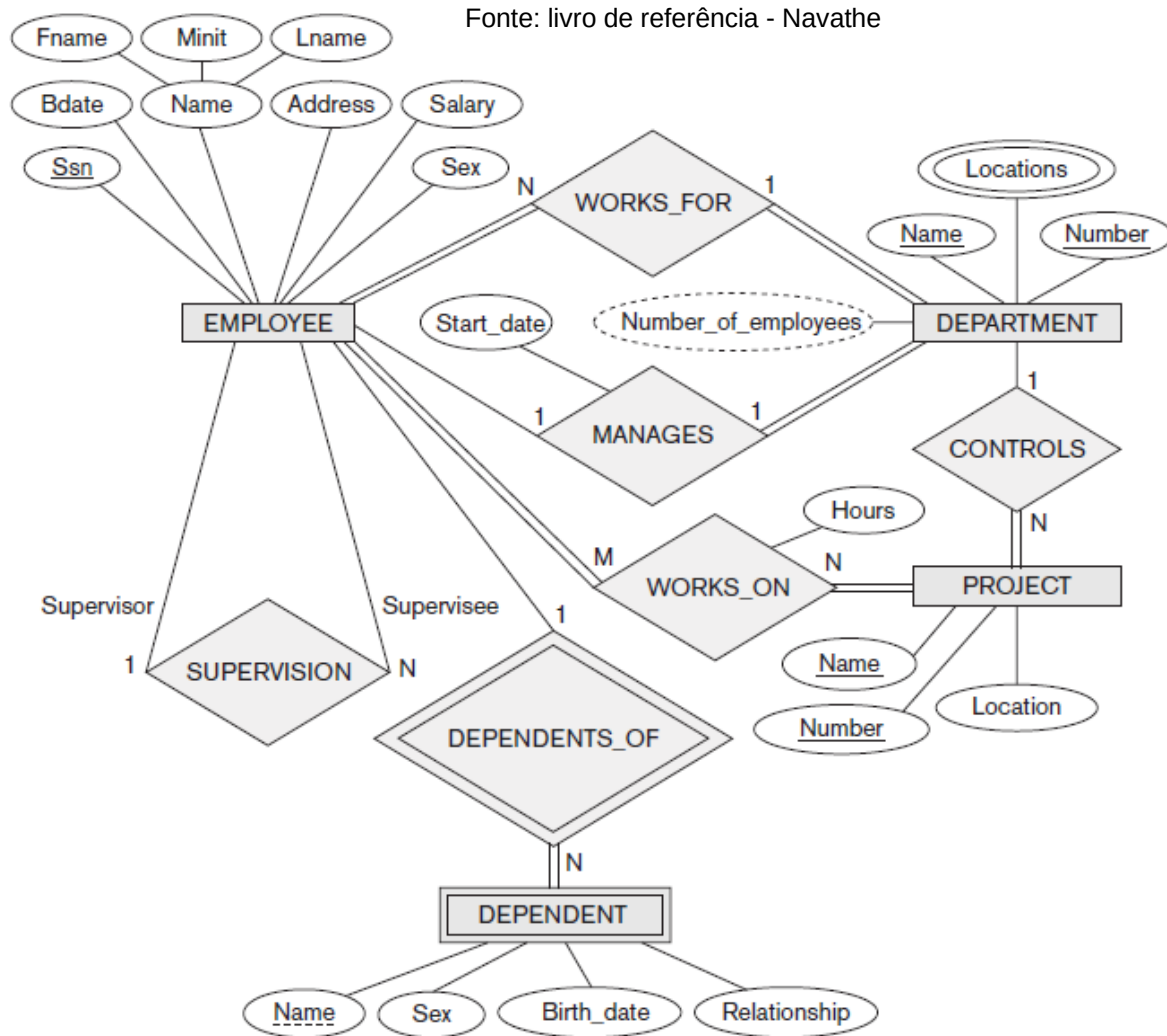 Fonte: livro de referência - Navathe
Fname Minit Lname
Bdate Name Address Salary
Ssn Sex
N WORKS_FOR 1
Locations
Name Number
EMPLOYEE Start_date Number_of_employees DEPARTMENT
1 MANAGES 1
1
CONTROLS
N
Hours
M WORKS_ON N
PROJECT
Supervisor Supervisee
1 SUPERVISION N
1
Name
Number Location
DEPENDENTS_OF
N
DEPENDENT
Name Sex Birth_date Relationship